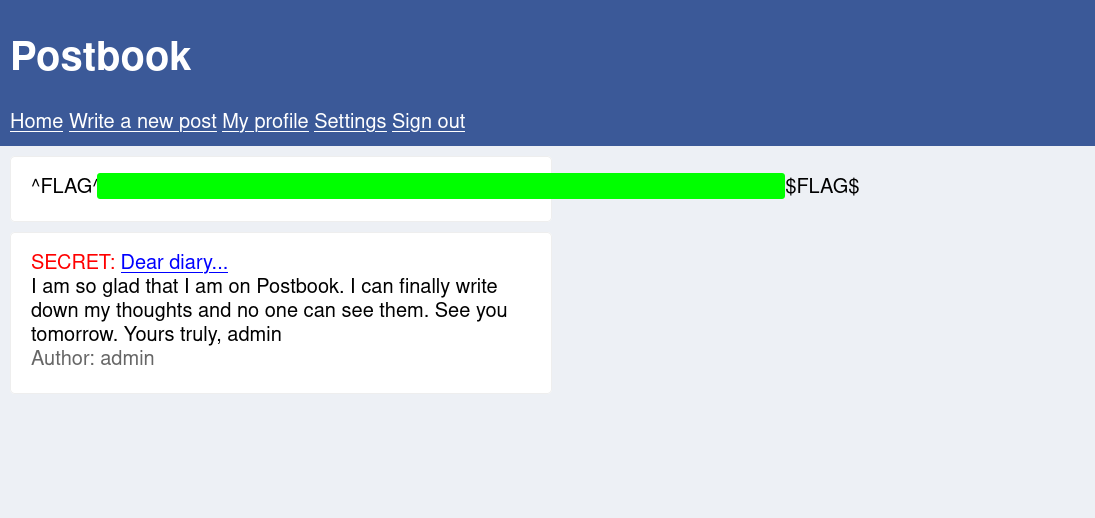 Postbook
Home Write a new post My profile Settings Sign out
^FLAG^ $FLAG$
SECRET: Dear diary...
I am so glad that I am on Postbook. I can finally write
down my thoughts and no one can see them. See you
tomorrow. Yours truly, admin
Author: admin